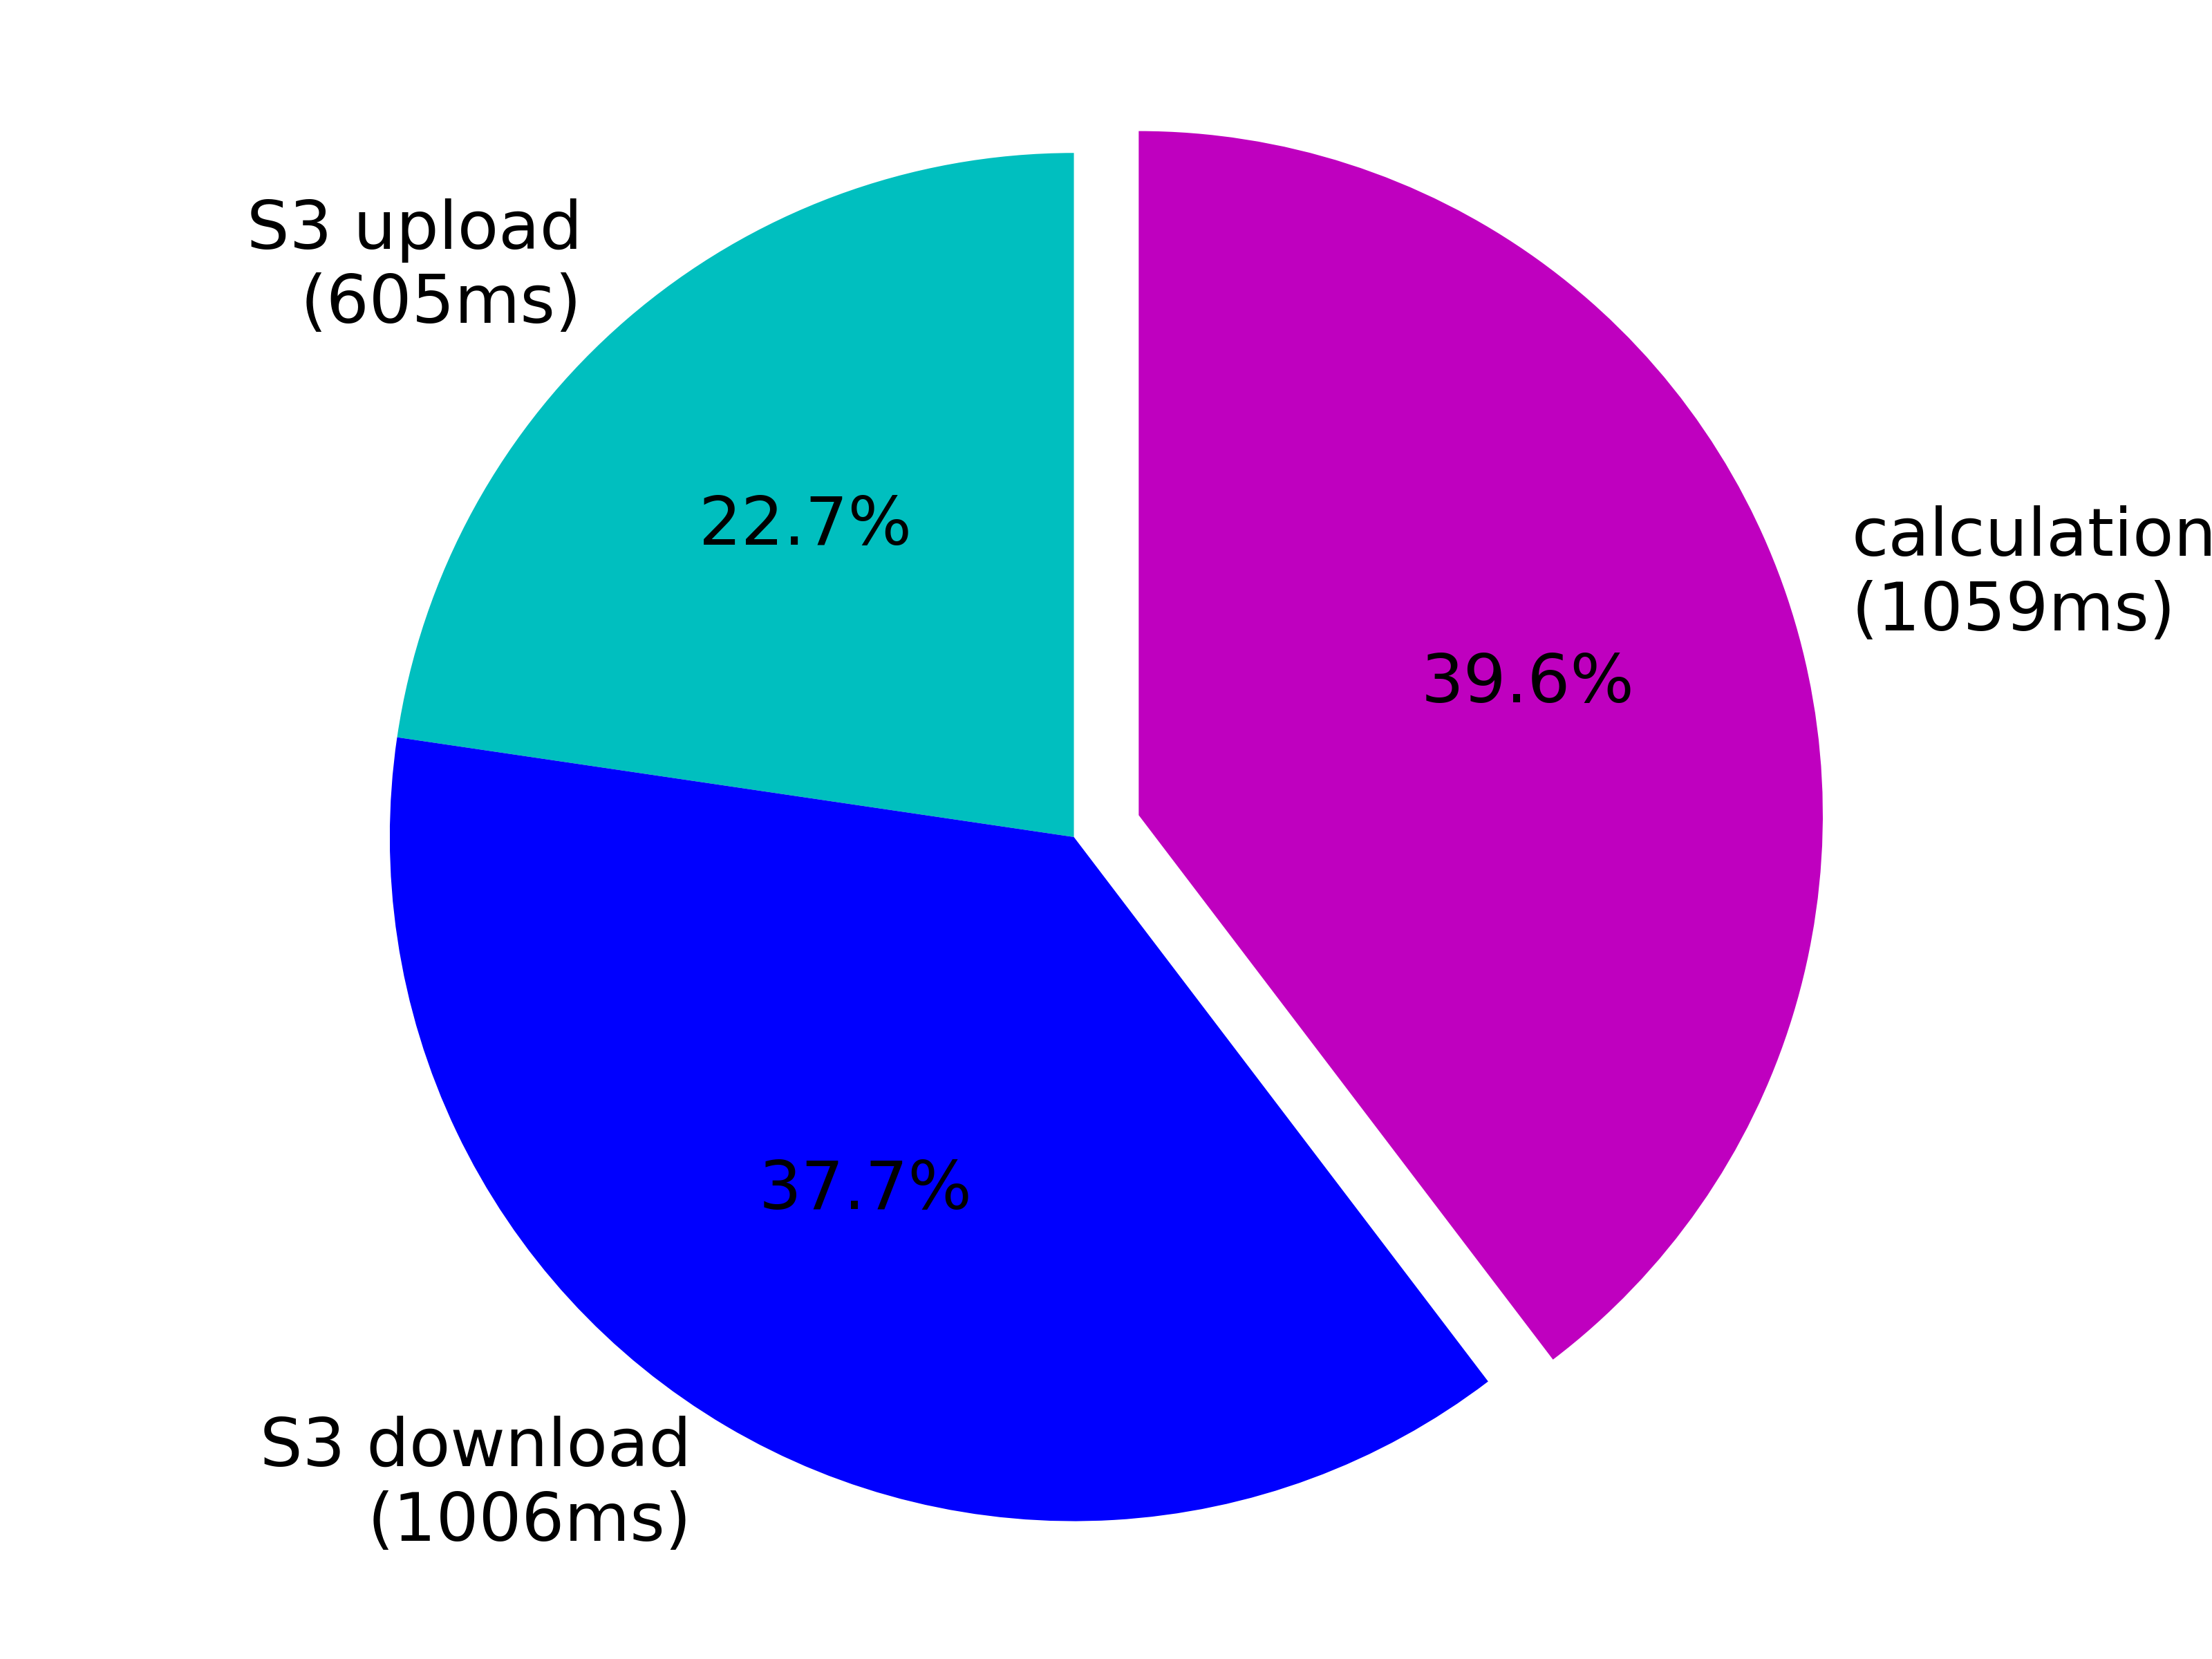 S3 upload
(605ms)
22.7%
calculation
(1059ms)
39.6%
37.7%
S3 download
(1006ms)